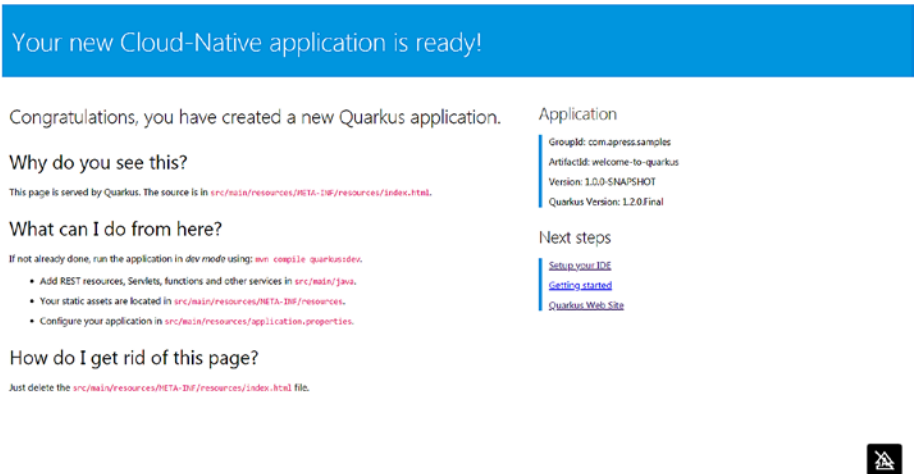 Your new Cloud-Native application is ready!
Congratulations, you have created a new Quarkus application.
Why do you see this?
This page is served by Quarkus. The source is in src/main/resources/META-INF/resources/index.html.
What can I do from here?
If not already done, run the application in dev mode using: mvn compile quarkus:dev.
• Add REST resources, Servlets, functions and other services in src/main/java.
• Your static assets are located in src/main/resources/META-INF/resources.
• Configure your application in src/main/resources/application.properties.
How do I get rid of this page?
Just delete the src/main/resources/META-INF/resources/index.html file.
Application
GroupId: com.apress.samples
ArtifactId: welcome-to-quarkus
Version: 1.0.0-SNAPSHOT
Quarkus Version: 1.2.0.Final
Next steps
Setup your IDE
Getting started
Quarkus Web Site